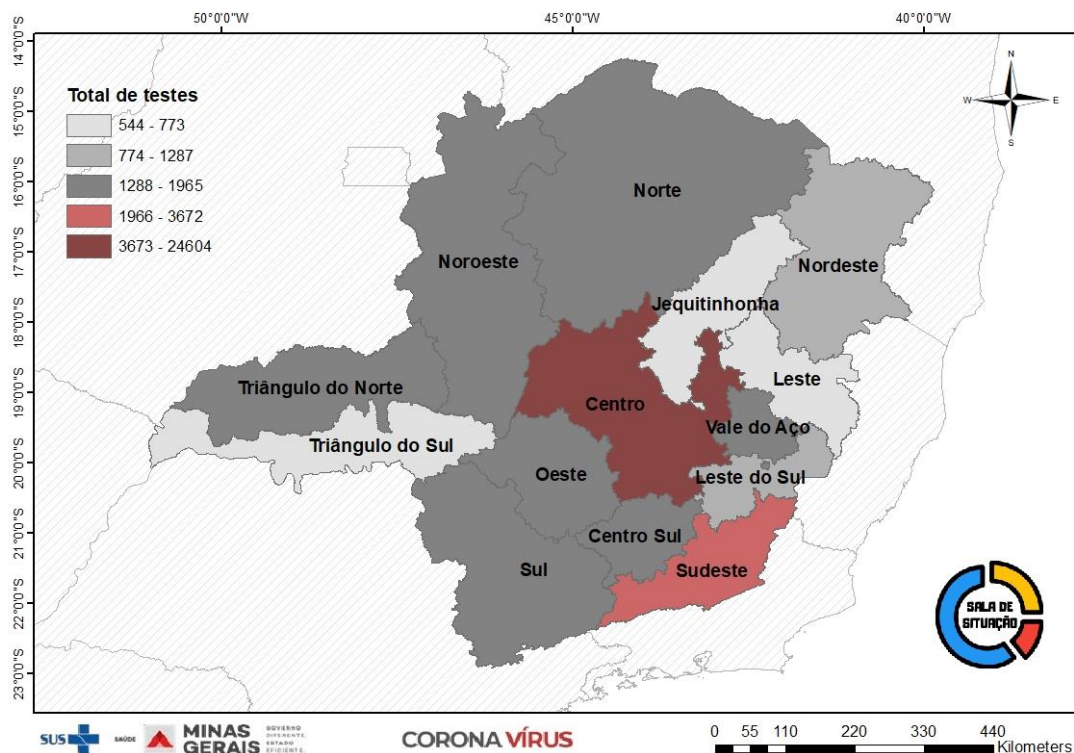 50°0'0"W
45°0'0"W
40°0'0"W
14°0'0"S
15°0'0"S
16°0'0"S
17°0'0"S
18°0'0"S
19°0'0"S
20°0'0"S
21°0'0"S
22°0'0"S
23°0'0"S
Total de testes
544 - 773
774 - 1287
1288 - 1965
1966 - 3672
3673 - 24604
N
W
E
S
Norte
Noroeste
Nordeste
Jequitinhonha
Triângulo do Norte
Leste
Centro
Vale do Aço
Triângulo do Sul
Oeste
Leste do Sul
Centro Sul
Sul
Sudeste
SALA DE
SITUAÇÃO
SUS
SAÚDE
MINAS
GERAIS
GOVERNO
DIFERENTE.
ESTADO
EFICIENTE.
CORONA VÍRUS
0 55 110 220 330 440
Kilometers